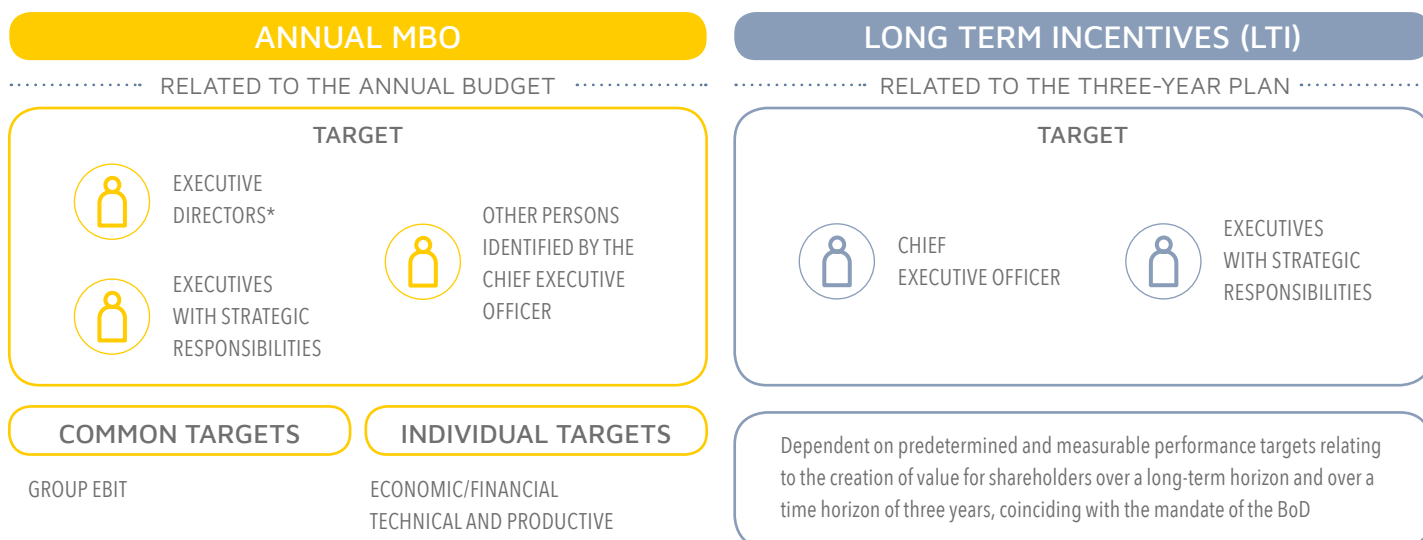 ANNUAL MBO
RELATED TO THE ANNUAL BUDGET
TARGET
EXECUTIVE
DIRECTORS*
EXECUTIVES
WITH STRATEGIC
RESPONSIBILITIES
OTHER PERSONS
IDENTIFIED BY THE
CHIEF EXECUTIVE
OFFICER
COMMON TARGETS
GROUP EBIT
INDIVIDUAL TARGETS
ECONOMIC/FINANCIAL
TECHNICAL AND PRODUCTIVE
LONG TERM INCENTIVES (LTI)
RELATED TO THE THREE-YEAR PLAN
TARGET
CHIEF
EXECUTIVE OFFICER
EXECUTIVES
WITH STRATEGIC
RESPONSIBILITIES
Dependent on predetermined and measurable performance targets relating
to the creation of value for shareholders over a long-term horizon and over a
time horizon of three years, coinciding with the mandate of the BoD